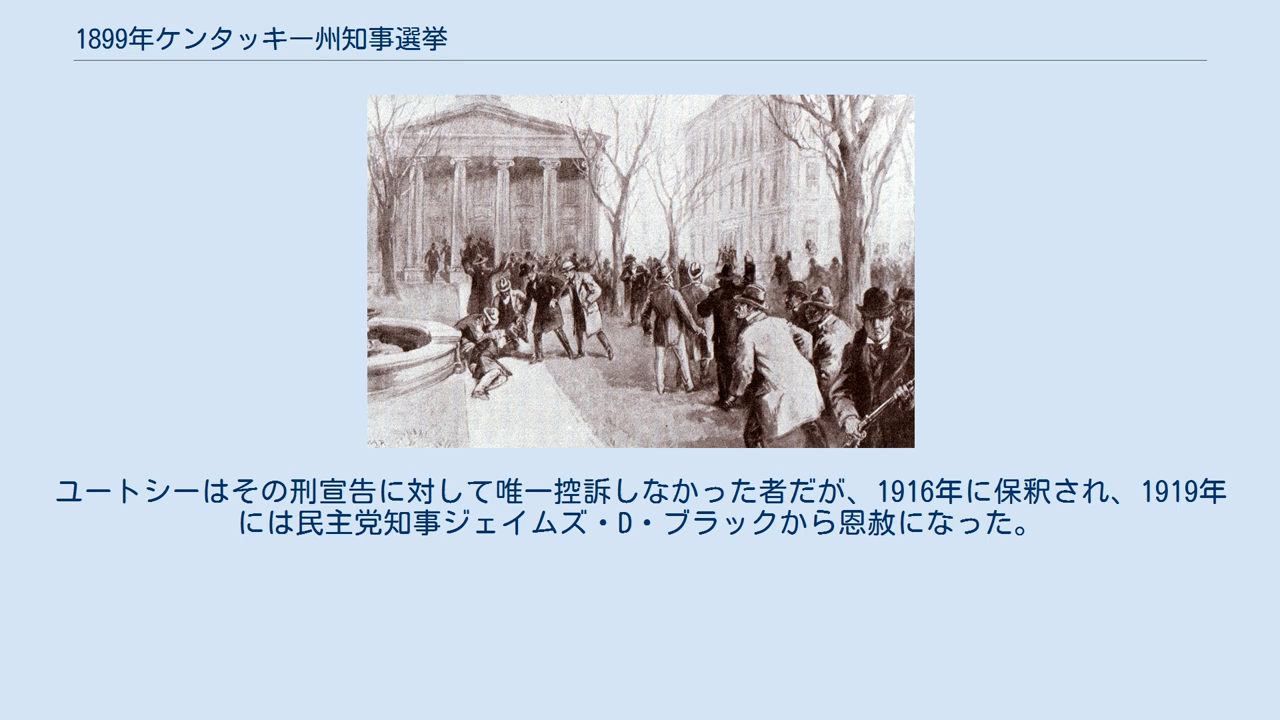 1899年ケンタッキー州知事選挙
ユートシーはその刑宣告に対して唯一控訴しなかった者だが、1916年に保釈され、1919年
には民主党知事ジェイムズ・D・ブラックから恩赦になった。